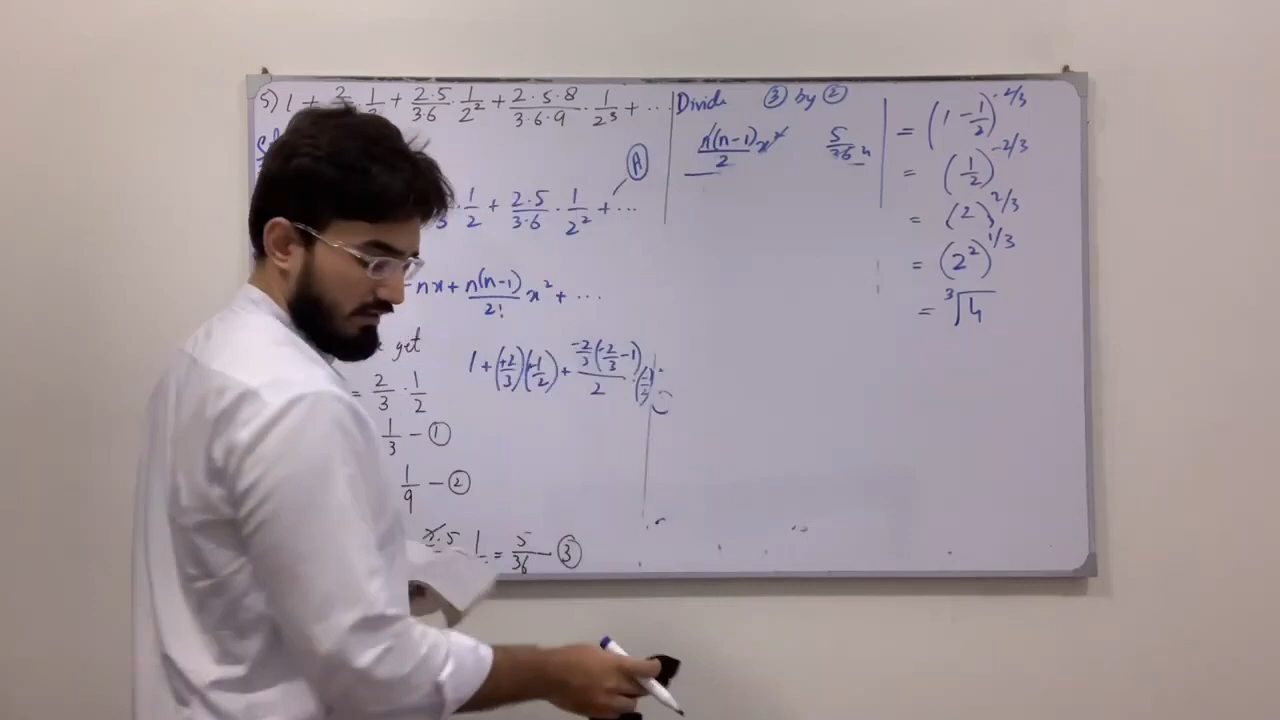 5) 1 + 2/ · 1/ + 2·5/3·6 · 1/2² + 2·5·8/3·6·9 · 1/2³ + ...
· 1/2 + 2·5/3·6 · 1/2² + ... (A)
nx + n(n-1)/2! x² + ...
get
1 + (+2/3)(+1/2) + -2/3(-2/3 - 1)/2 ·
= 2/3 · 1/2
1/3 — ①
1/9 — ②
2·5 1 = 5/36 — ③
Divide ③ by ②
n(n-1)x²/2
= (1 - 1/2)^-2/3
= (1/2)^-2/3
= (2)^2/3
= (2²)^1/3
= ³√4